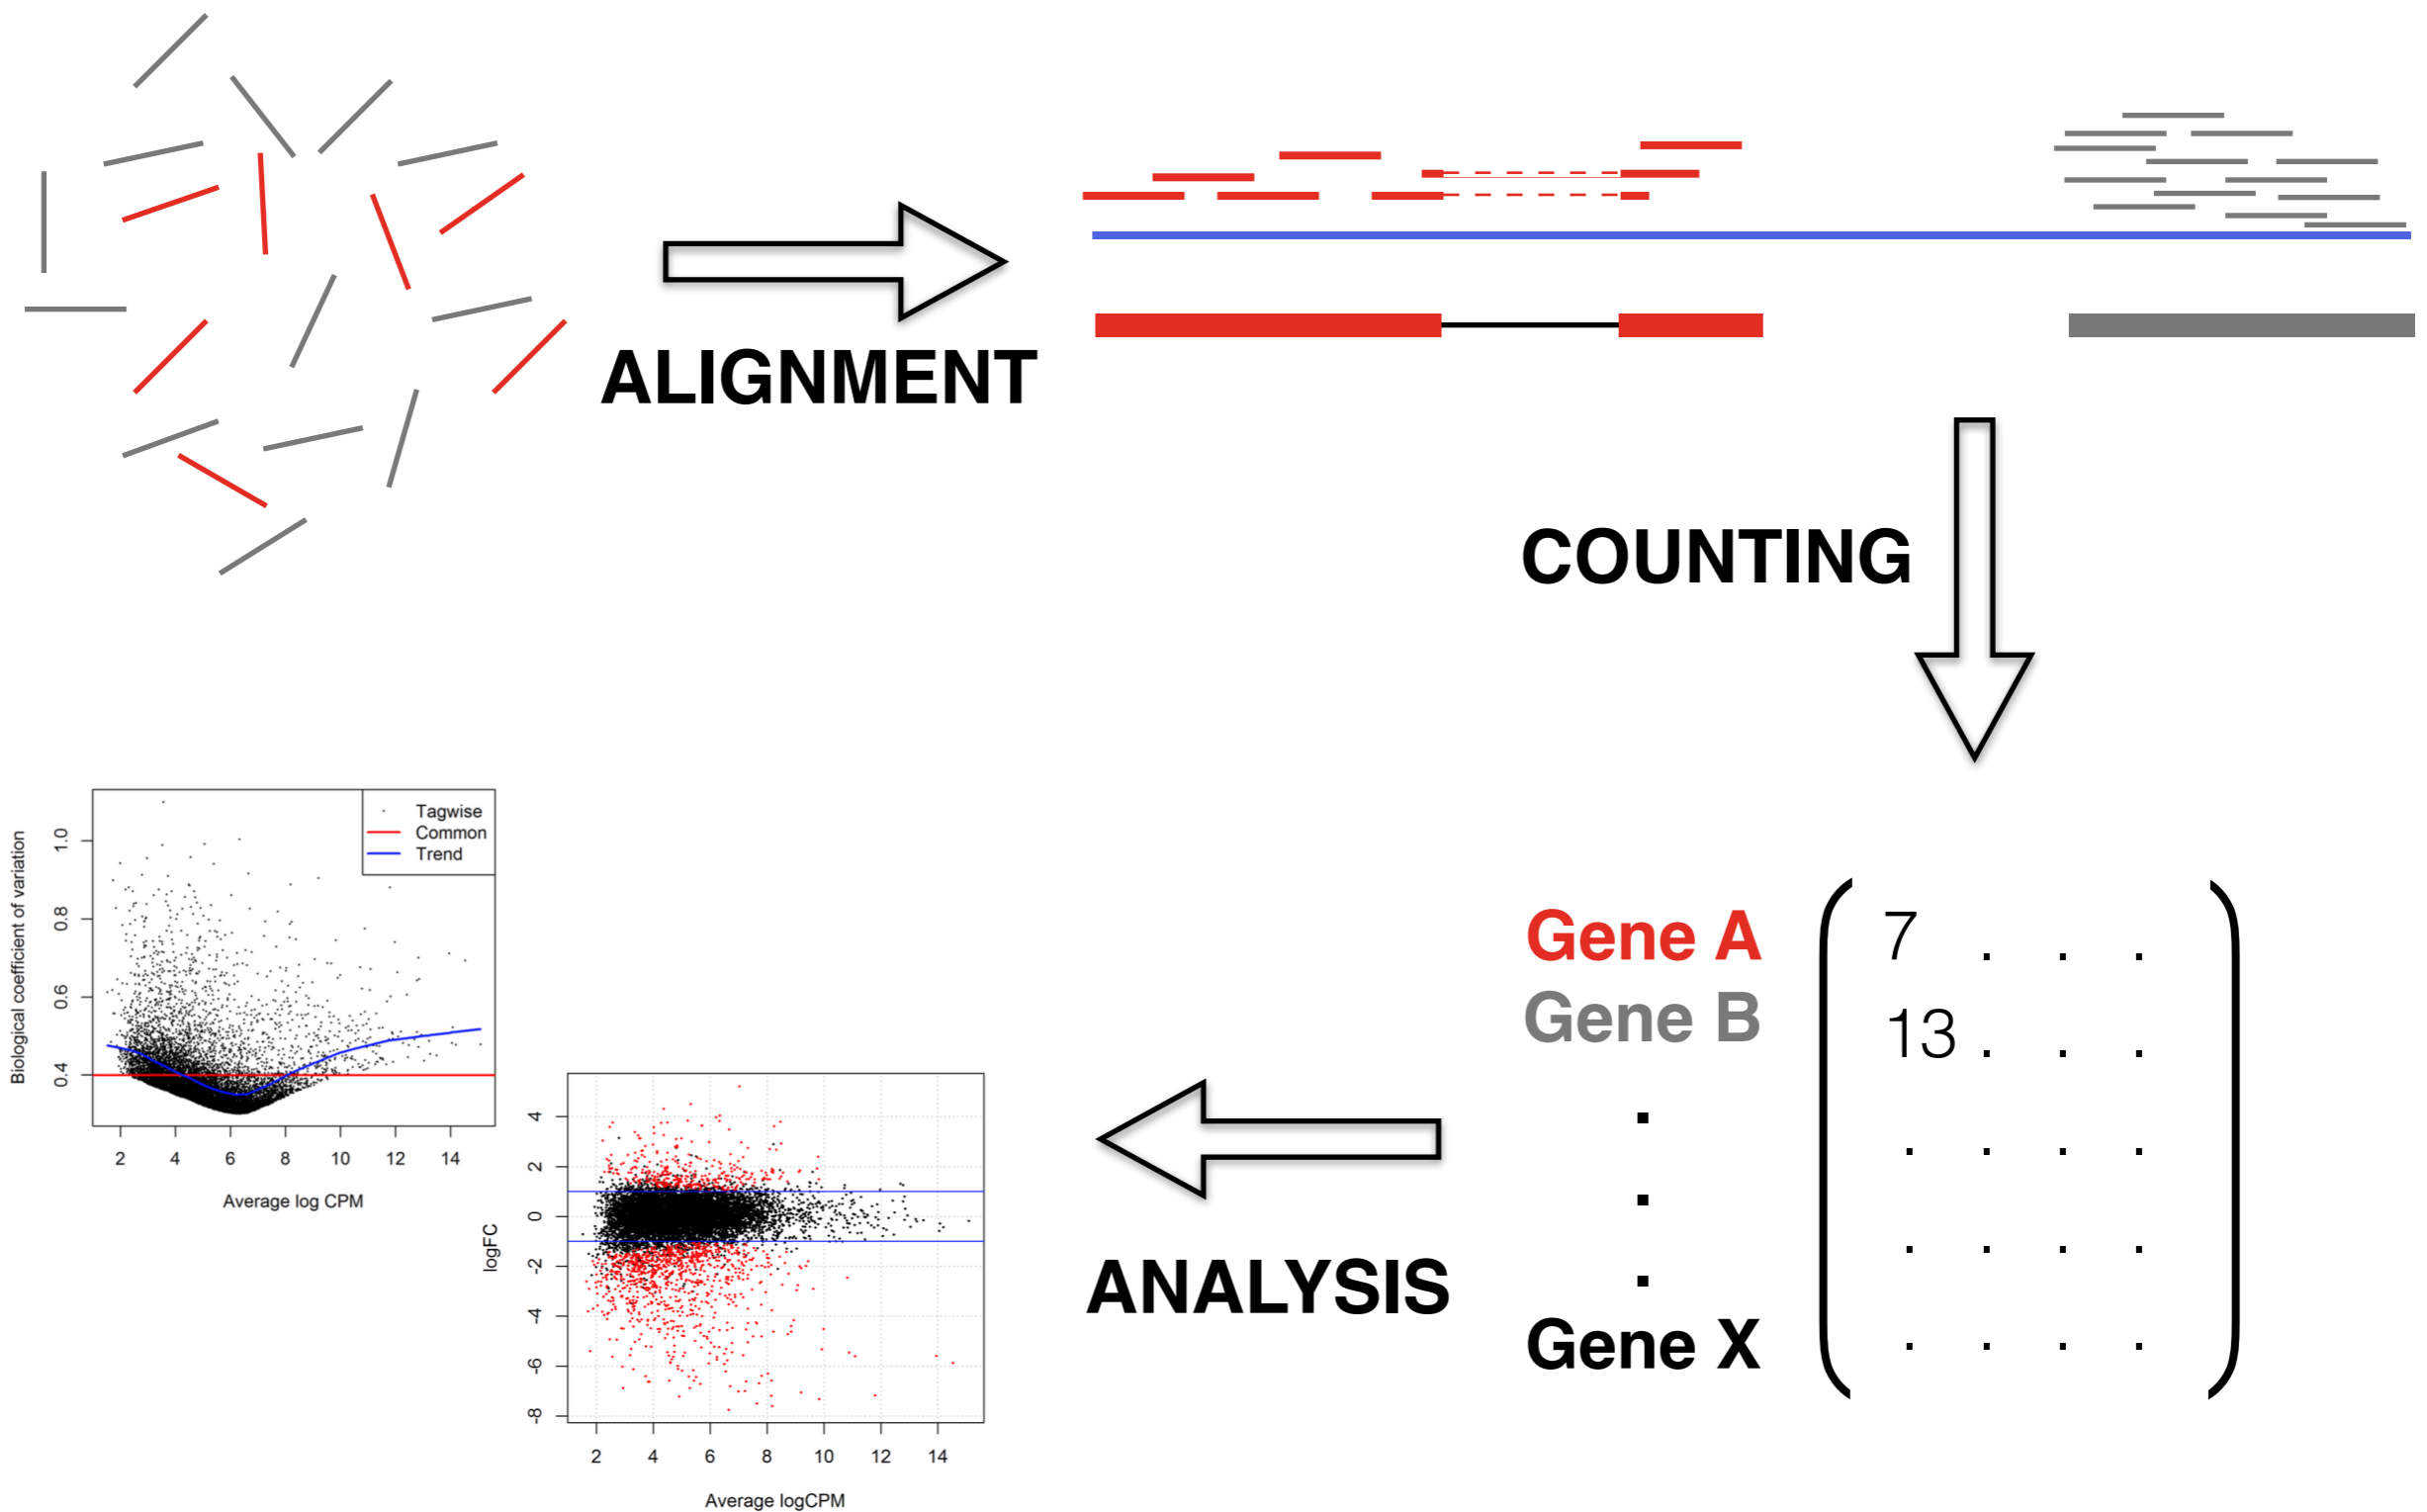 ALIGNMENT
COUNTING
Gene A
Gene B
.
.
.
Gene X
7 . . .
13 . . .
. . . .
. . . .
. . . .
ANALYSIS
Tagwise
Common
Trend
Biological coefficient of variation
1.0
0.8
0.6
0.4
2 4 6 8 10 12 14
Average log CPM
logFC
4
2
0
-2
-4
-6
-8
2 4 6 8 10 12 14
Average logCPM